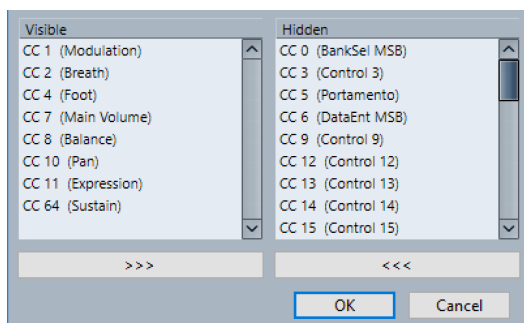 Visible
CC 1 (Modulation)
CC 2 (Breath)
CC 4 (Foot)
CC 7 (Main Volume)
CC 8 (Balance)
CC 10 (Pan)
CC 11 (Expression)
CC 64 (Sustain)
>>>
Hidden
CC 0 (BankSel MSB)
CC 3 (Control 3)
CC 5 (Portamento)
CC 6 (DataEnt MSB)
CC 9 (Control 9)
CC 12 (Control 12)
CC 13 (Control 13)
CC 14 (Control 14)
CC 15 (Control 15)
<<<
OK
Cancel